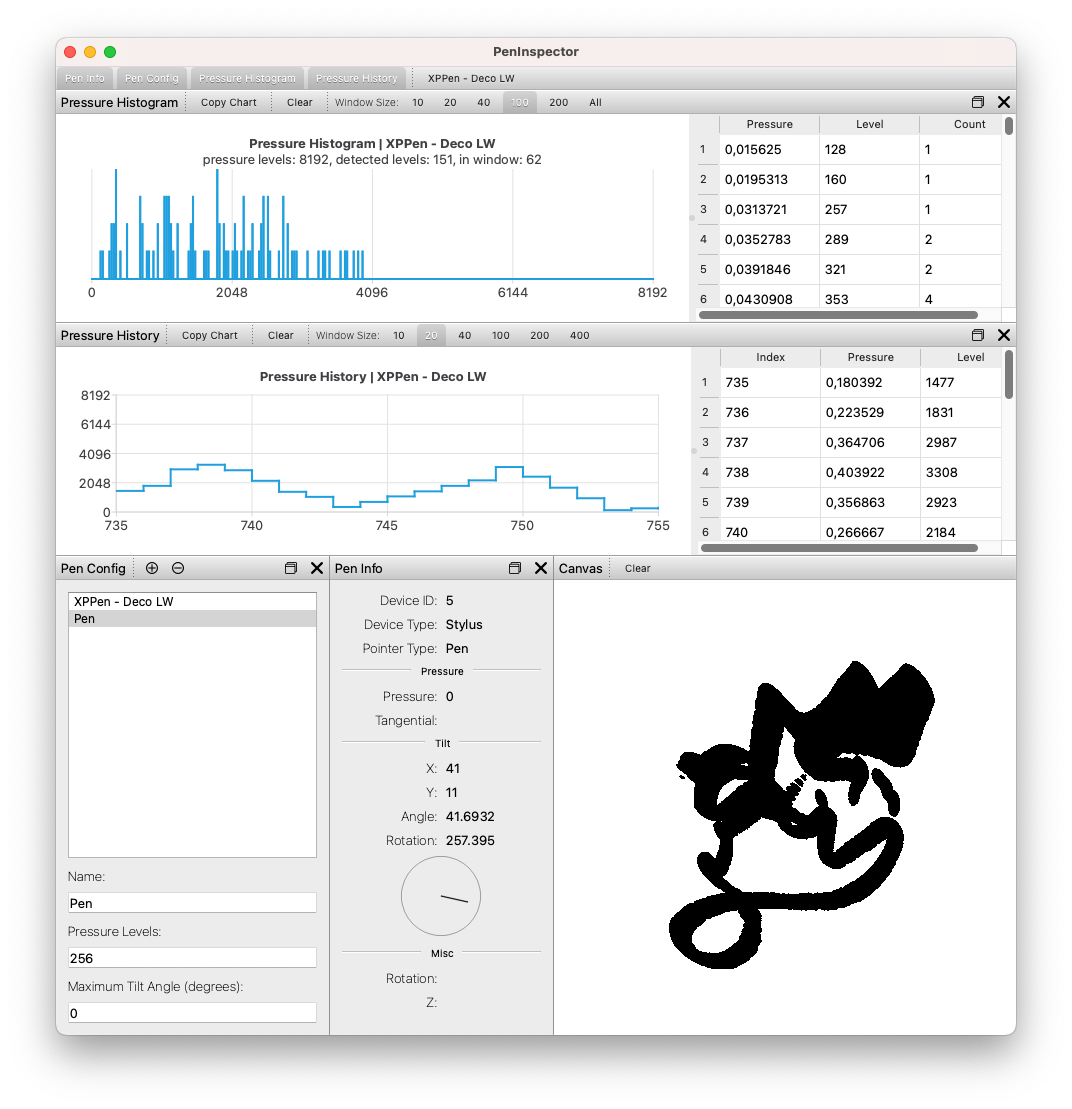 PenInspector
Pen Info Pen Config Pressure Histogram Pressure History XPPen - Deco LW
Pressure Histogram Copy Chart Clear Window Size: 10 20 40 100 200 All
Pressure Histogram | XPPen - Deco LW
pressure levels: 8192, detected levels: 151, in window: 62
0 2048 4096 6144 8192
Pressure Level Count
1 0,015625 128 1
2 0,0195313 160 1
3 0,0313721 257 1
4 0,0352783 289 2
5 0,0391846 321 2
6 0,0430908 353 4
Pressure History Copy Chart Clear Window Size: 10 20 40 100 200 400
Pressure History | XPPen - Deco LW
8192
6144
4096
2048
0
735 740 745 750 755
Index Pressure Level
1 735 0,180392 1477
2 736 0,223529 1831
3 737 0,364706 2987
4 738 0,403922 3308
5 739 0,356863 2923
6 740 0,266667 2184
Pen Config
XPPen - Deco LW
Pen
Name:
Pen
Pressure Levels:
256
Maximum Tilt Angle (degrees):
0
Pen Info
Device ID: 5
Device Type: Stylus
Pointer Type: Pen
Pressure
Pressure: 0
Tangential:
Tilt
X: 41
Y: 11
Angle: 41.6932
Rotation: 257.395
Misc
Rotation:
Z:
Canvas Clear